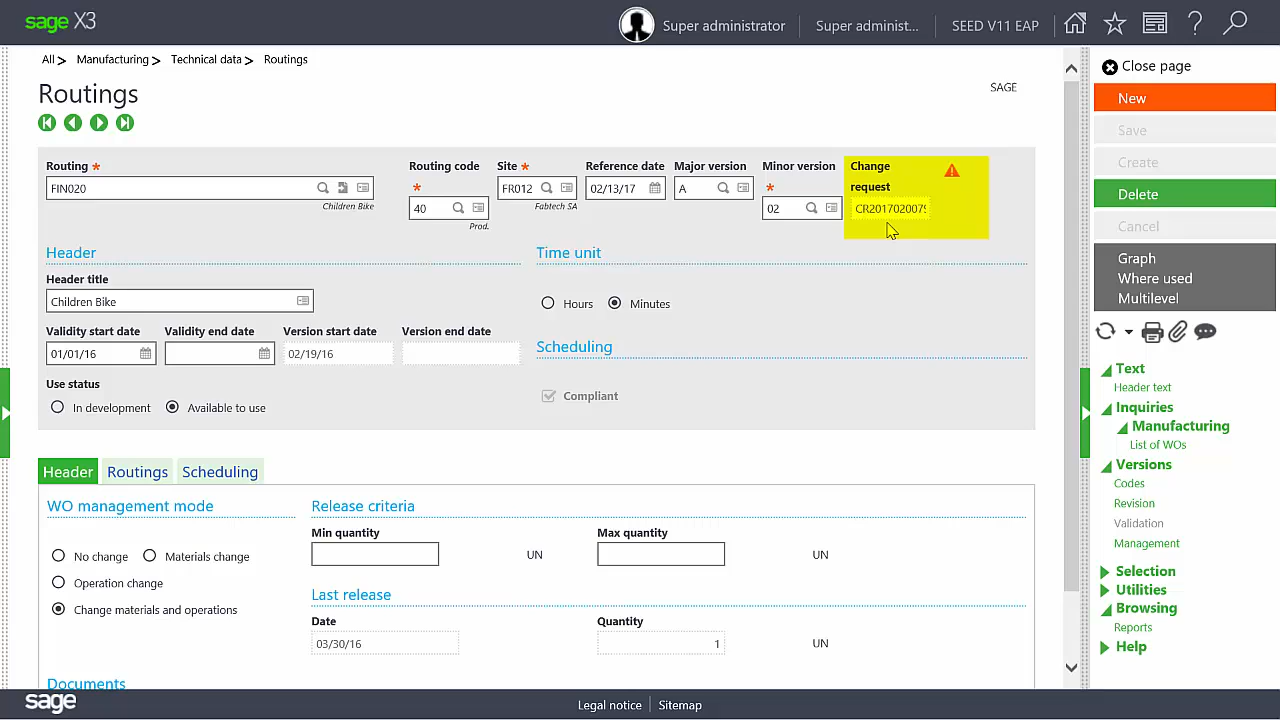 sage X3
Super administrator
Super administ...
SEED V11 EAP
All > Manufacturing > Technical data > Routings
Routings
SAGE
Routing *
Routing code *
Site *
Reference date
Major version
Minor version *
Change request
FIN020
40
FR012
02/13/17
A
02
CR201702007
Children Bike
Prod.
Fabtech SA
Header
Time unit
Header title
Children Bike
Hours
Minutes
Validity start date
Validity end date
Version start date
Version end date
01/01/16
02/19/16
Scheduling
Compliant
Use status
In development
Available to use
Header
Routings
Scheduling
WO management mode
No change
Materials change
Operation change
Change materials and operations
Release criteria
Min quantity
UN
Max quantity
UN
Last release
Date
03/30/16
Quantity
1
UN
Documents
Close page
New
Save
Create
Delete
Cancel
Graph
Where used
Multilevel
Text
Header text
Inquiries
Manufacturing
List of WOs
Versions
Codes
Revision
Validation
Management
Selection
Utilities
Browsing
Reports
Help
sage
Legal notice
Sitemap